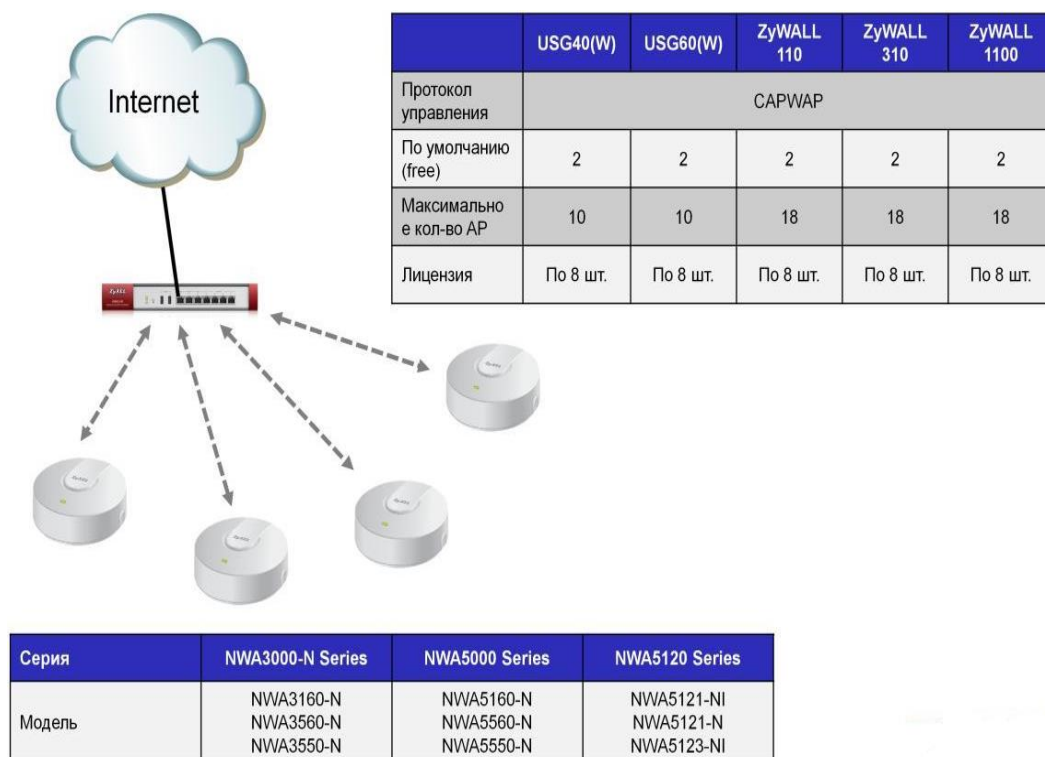 Internet
USG40(W) USG60(W) ZyWALL 110 ZyWALL 310 ZyWALL 1100
Протокол управления CAPWAP
По умолчанию (free) 2 2 2 2 2
Максимально е кол-во AP 10 10 18 18 18
Лицензия По 8 шт. По 8 шт. По 8 шт. По 8 шт. По 8 шт.
ZyXEL
Серия NWA3000-N Series NWA5000 Series NWA5120 Series
Модель
NWA3160-N NWA5160-N NWA5121-NI
NWA3560-N NWA5560-N NWA5121-N
NWA3550-N NWA5550-N NWA5123-NI